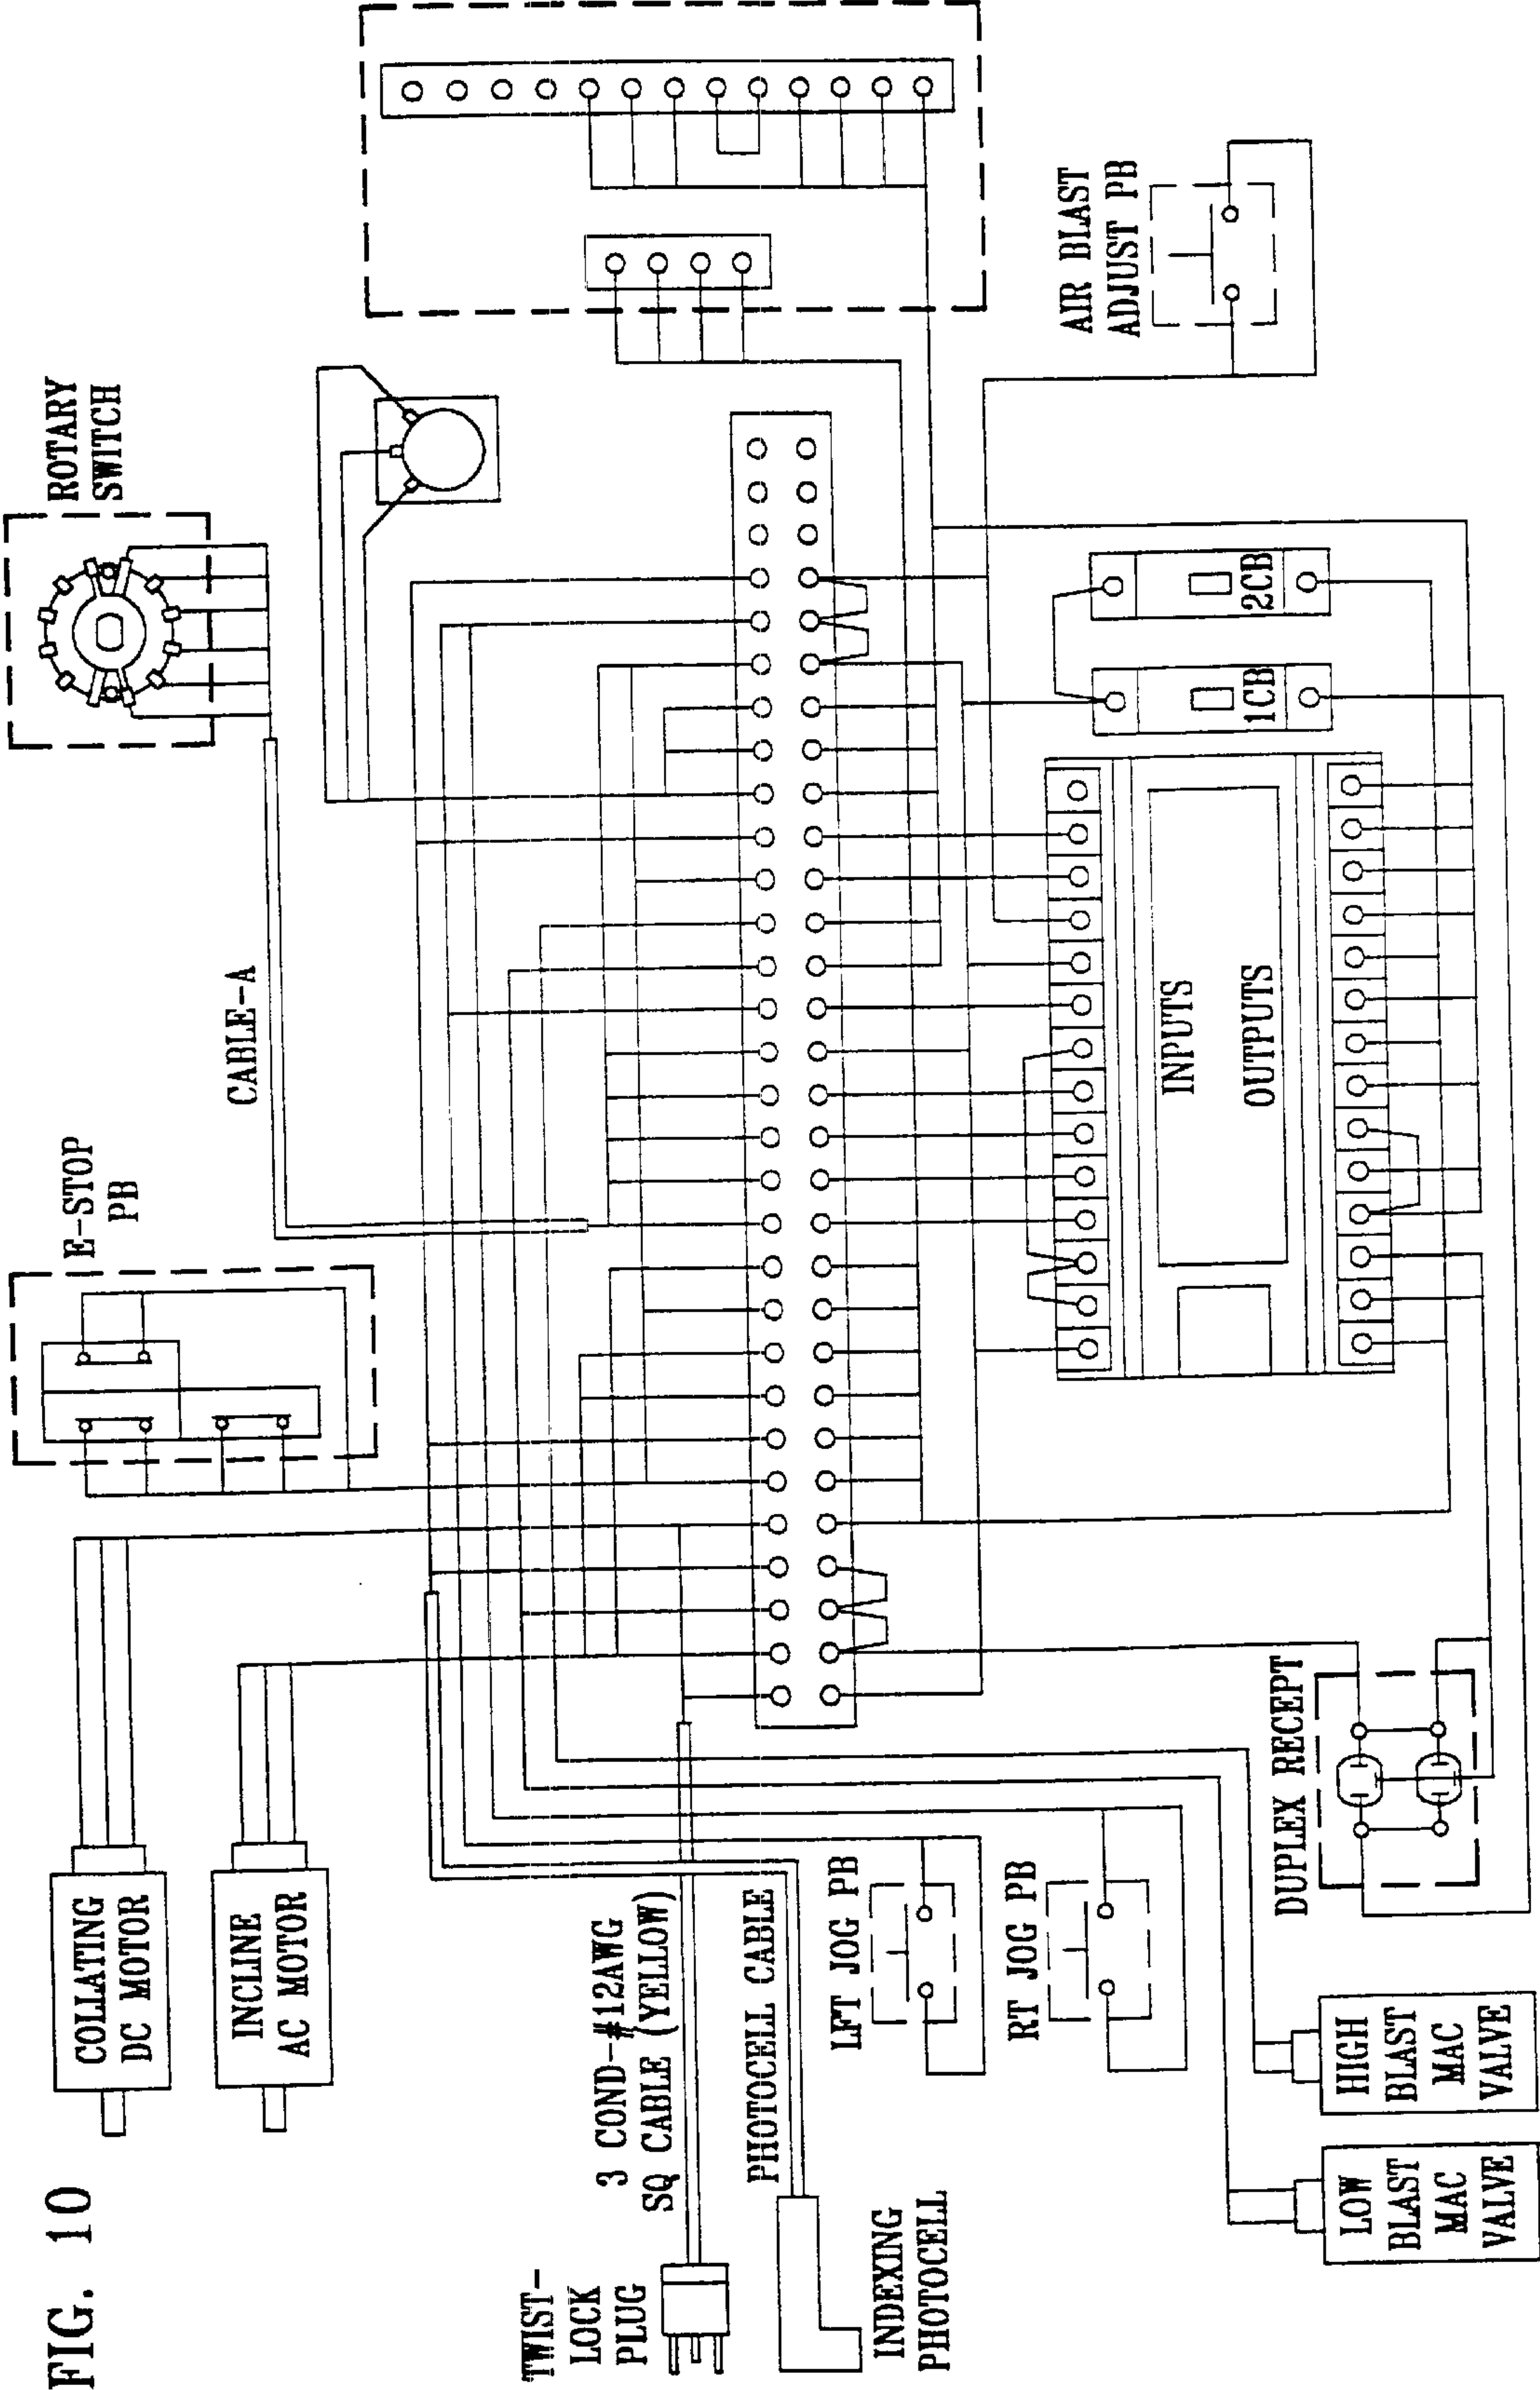 FIG. 10
COLLATING
DC MOTOR
INCLINE
AC MOTOR
E-STOP
PB
CABLE-A
ROTARY
SWITCH
TWIST-
LOCK
PLUG
3 COND-#12AWG
SQ CABLE (YELLOW)
PHOTOCELL CABLE
INDEXING
PHOTOCELL
LFT JOG PB
RT JOG PB
LOW
BLAST
MAC
VALVE
HIGH
BLAST
MAC
VALVE
DUPLEX RECEPT
INPUTS
OUTPUTS
1CB
2CB
AIR BLAST
ADJUST PB